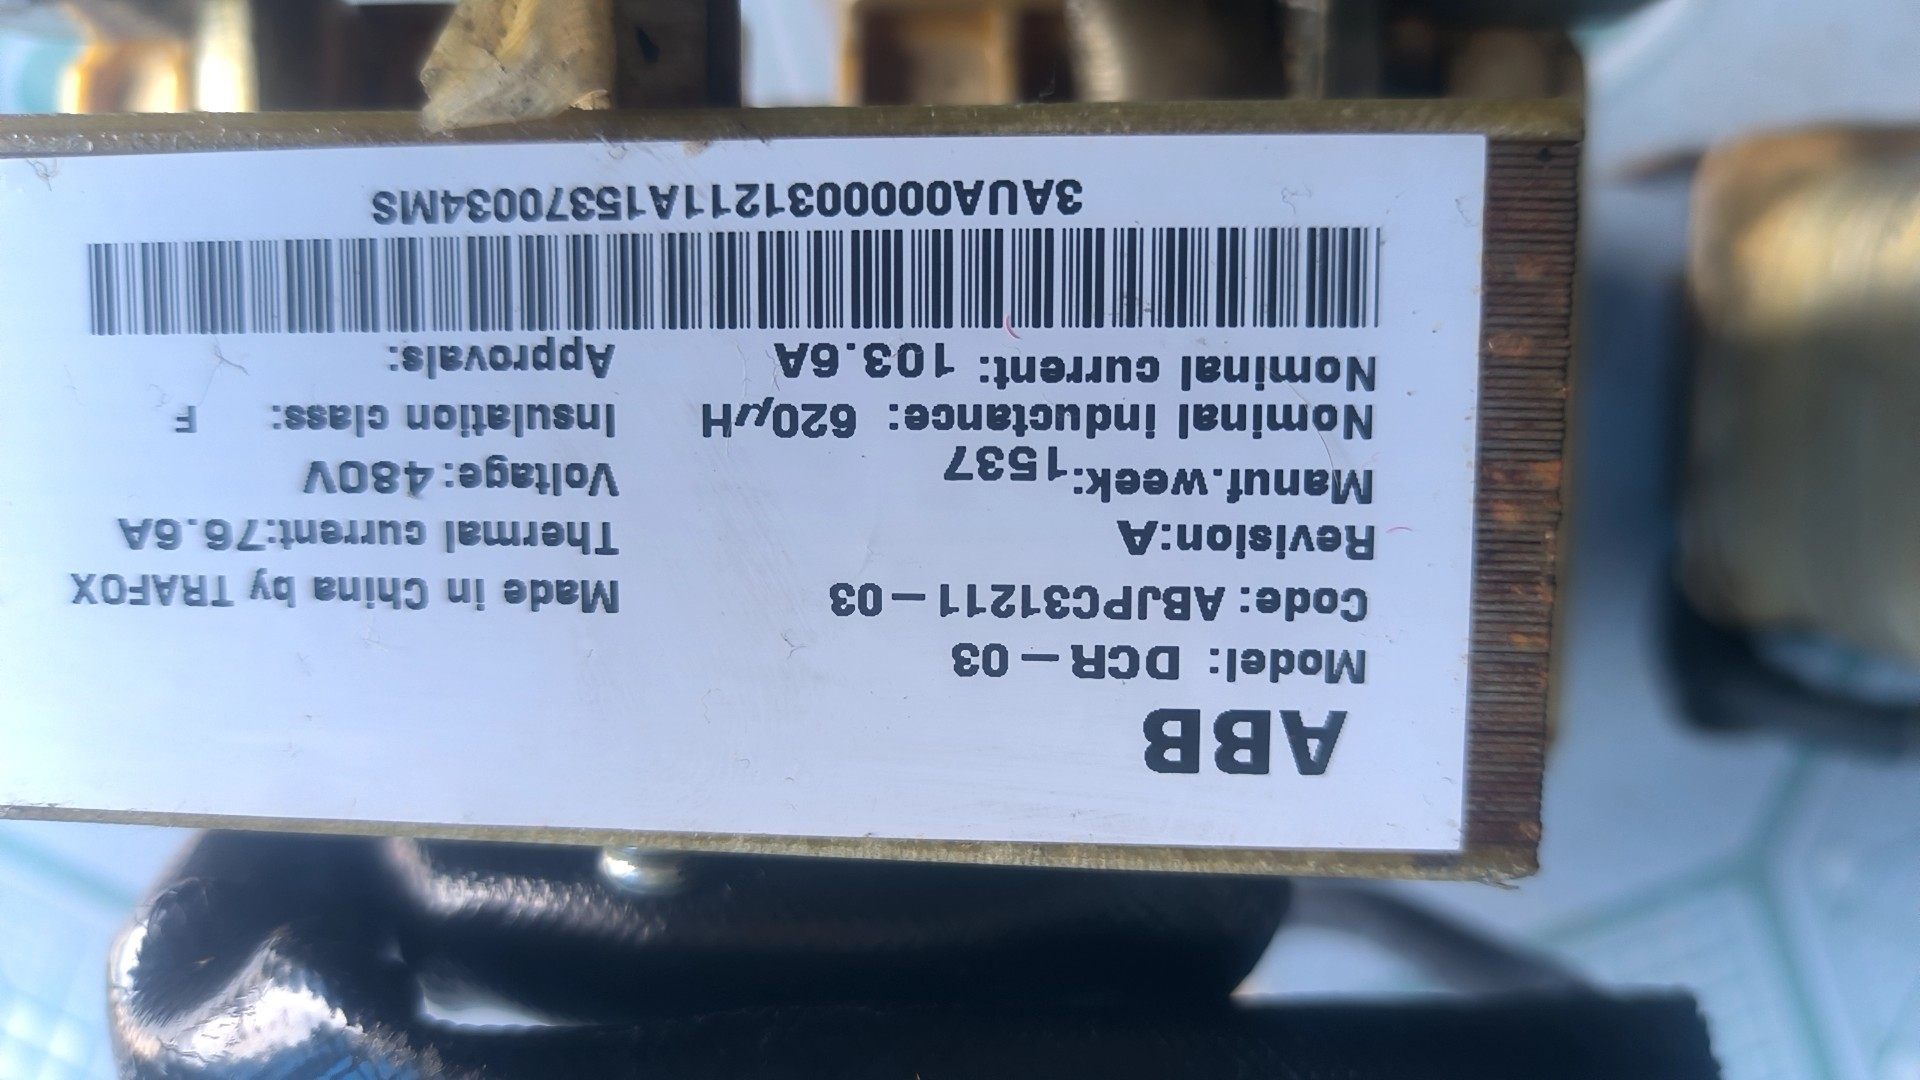 ABB
Model: DCR-03
Code: ABJPC31211-03
Made in China by TRAFOX
Revision:A
Thermal current:76.6A
Manuf.week:1537
Voltage:480V
Nominal inductance: 620μH
Insulation class: F
Nominal current: 103.6A
Approvals:
3AUA0000031211A15370034MS